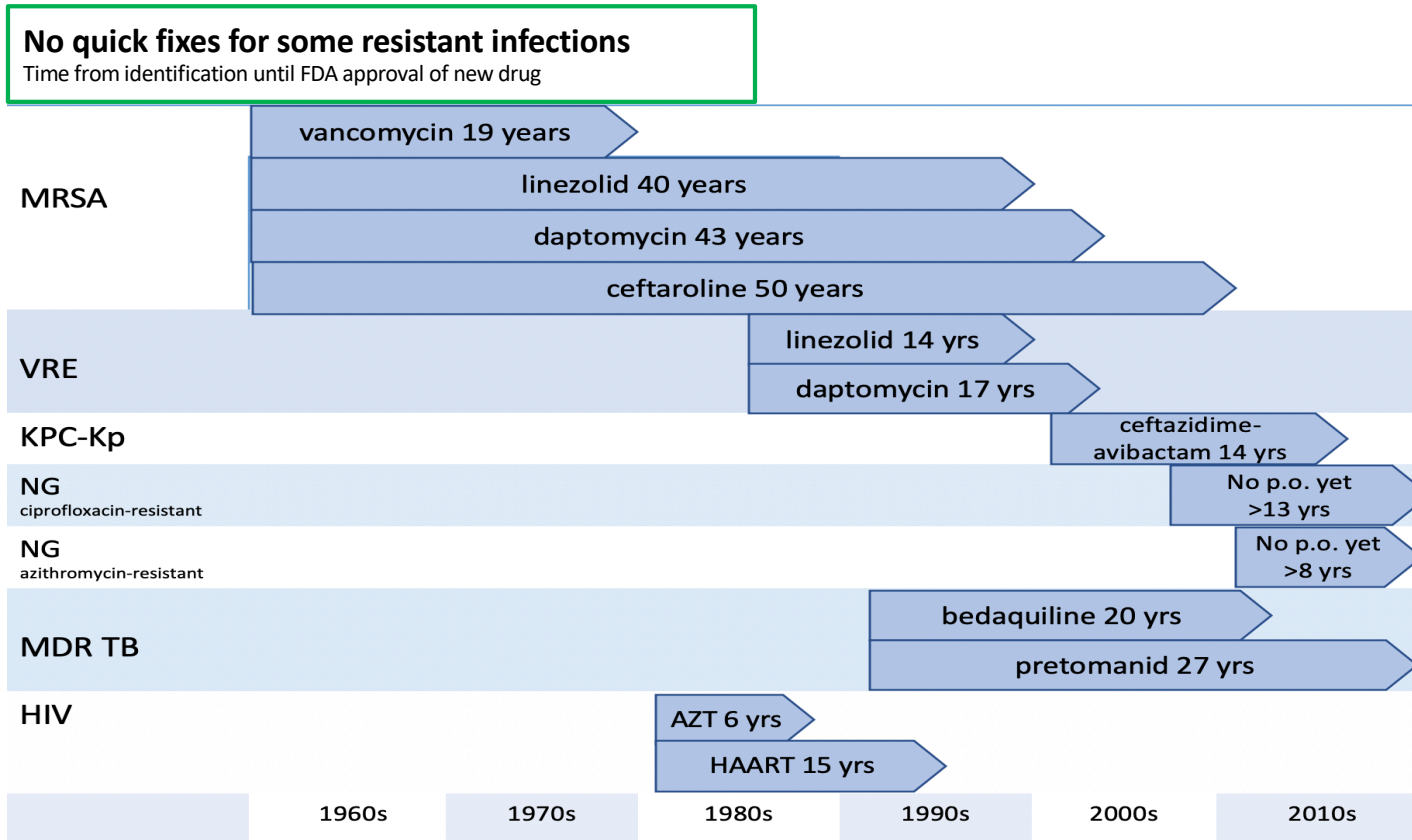 No quick fixes for some resistant infections
Time from identification until FDA approval of new drug
MRSA
vancomycin 19 years
linezolid 40 years
daptomycin 43 years
ceftaroline 50 years
VRE
linezolid 14 yrs
daptomycin 17 yrs
KPC-Kp
ceftazidime-
avibactam 14 yrs
NG
ciprofloxacin-resistant
No p.o. yet
>13 yrs
NG
azithromycin-resistant
No p.o. yet
>8 yrs
MDR TB
bedaquiline 20 yrs
pretomanid 27 yrs
HIV
AZT 6 yrs
HAART 15 yrs
1960s 1970s 1980s 1990s 2000s 2010s